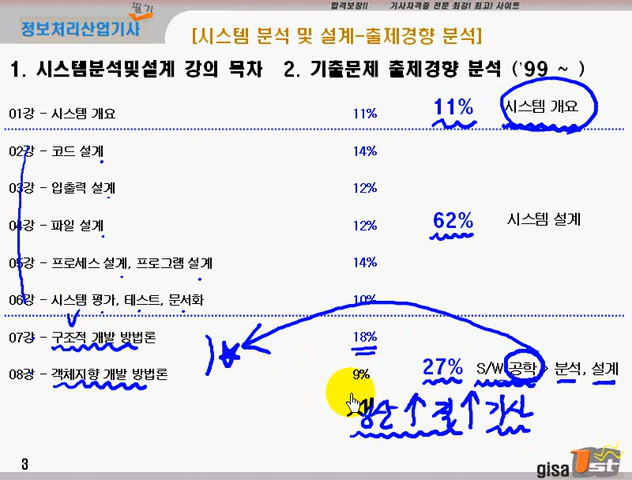 합격보장!! 기사자격증 전문 최강! 최고! 사이트
필기
정보처리산업기사
[시스템 분석 및 설계-출제경향 분석]
1. 시스템분석및설계 강의 목차 2. 기출문제 출제경향 분석 ('99 ~ )
01강 - 시스템 개요 11% 11% 시스템 개요
02강 - 코드 설계 14%
03강 - 입출력 설계 12%
04강 - 파일 설계 12% 62% 시스템 설계
05강 - 프로세스 설계, 프로그램 설계 14%
06강 - 시스템 평가, 테스트, 문서화 10%
07강 - 구조적 개발 방법론 18%
08강 - 객체지향 개발 방법론 9% 27% S/W 공학 분석, 설계
생산↑ 질↑
3
gisa 1st